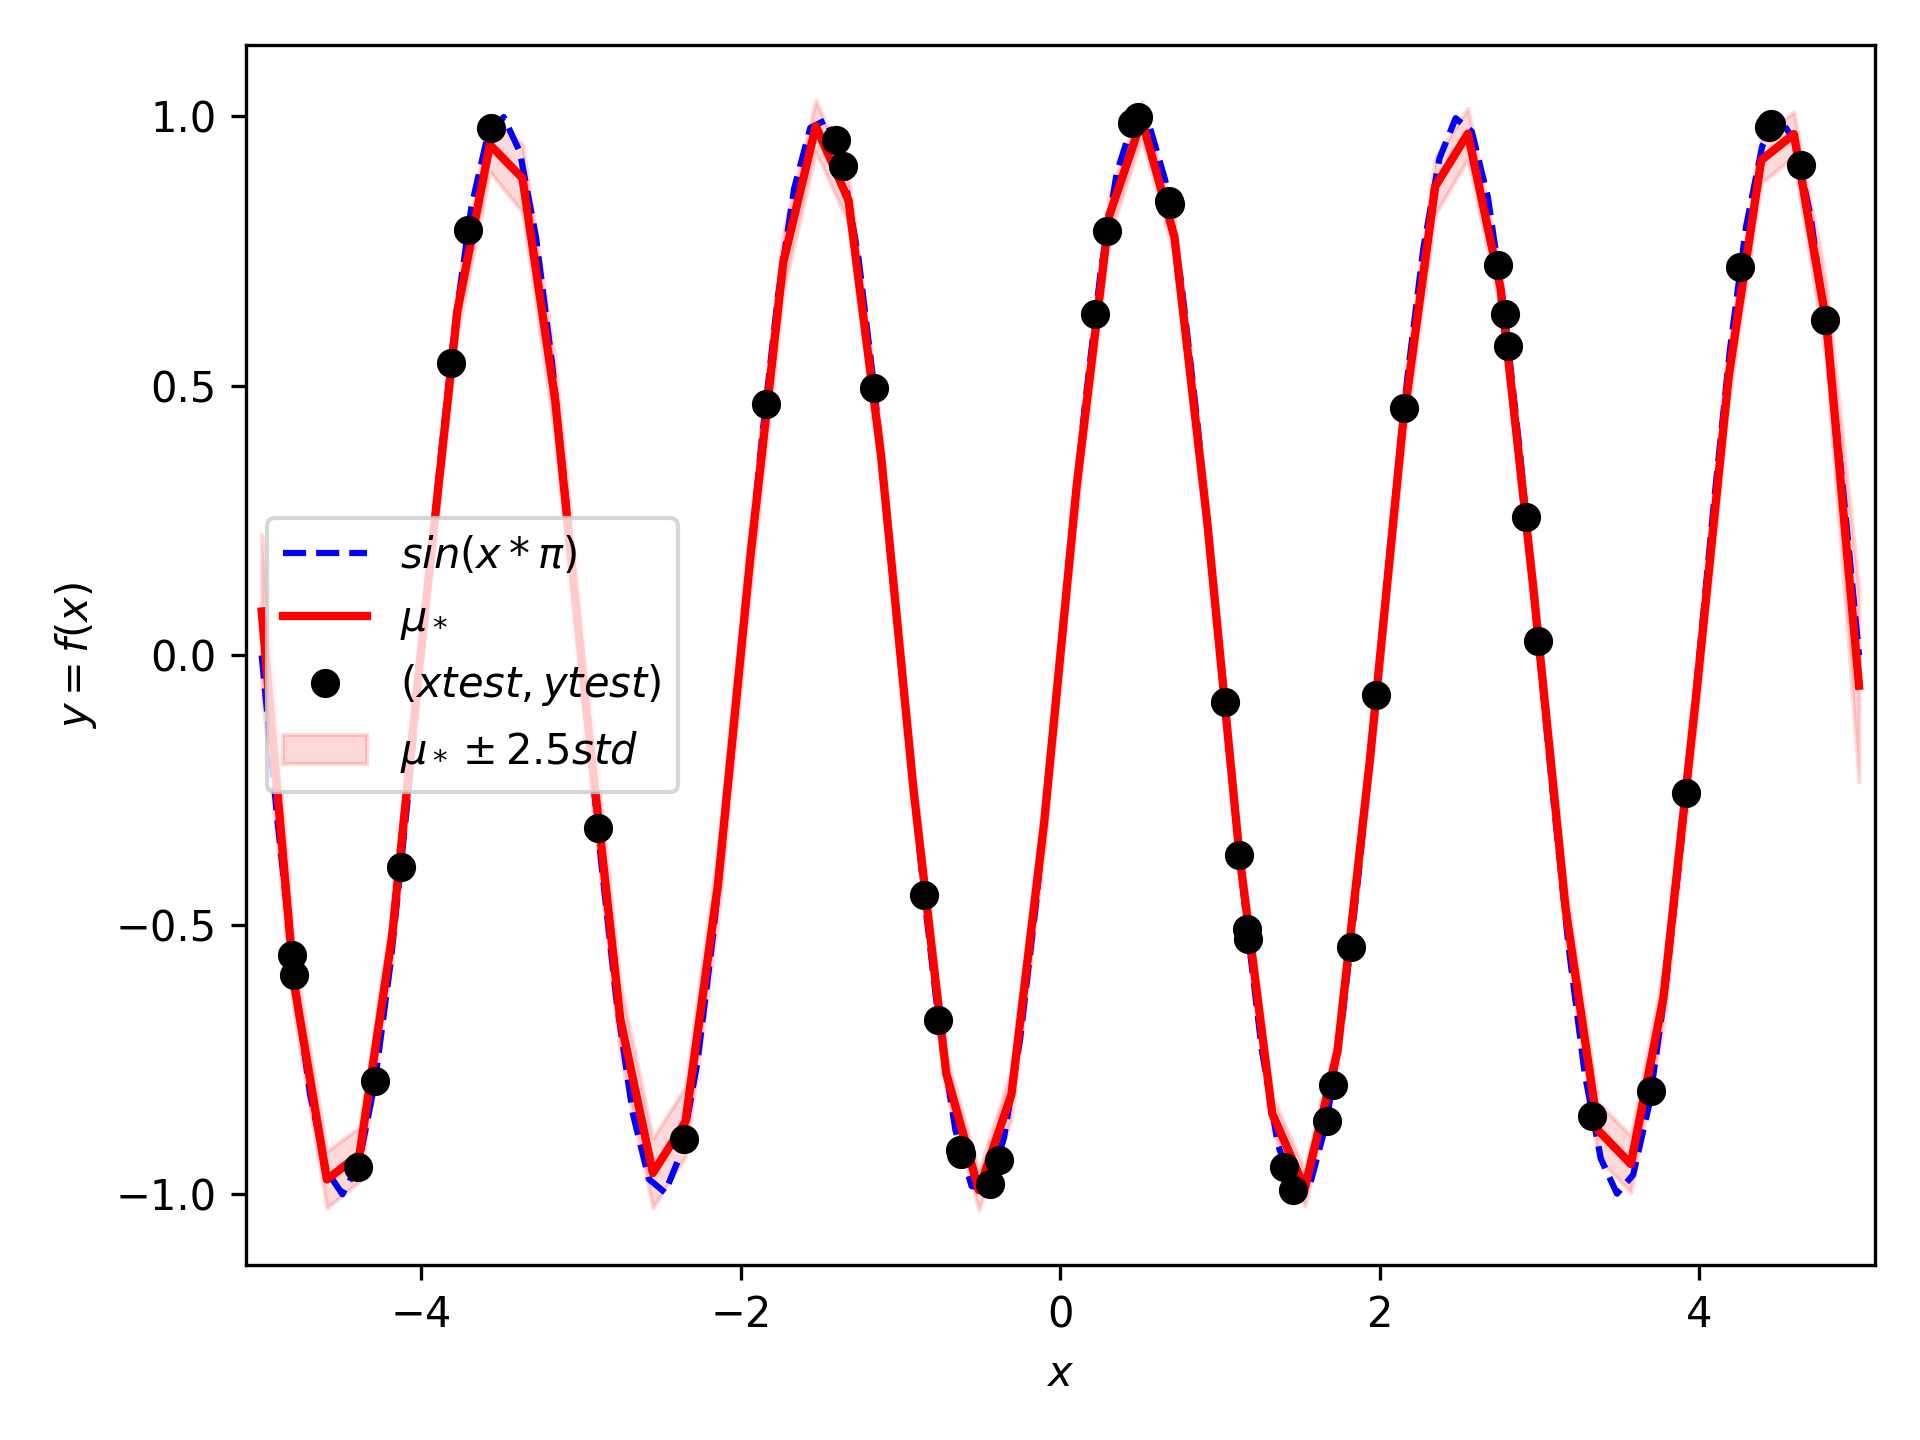 1.0
0.5
0.0
−0.5
−1.0
y = f(x)
sin(x * π)
μ*
(xtest, ytest)
μ* ± 2.5std
−4 −2 0 2 4
x